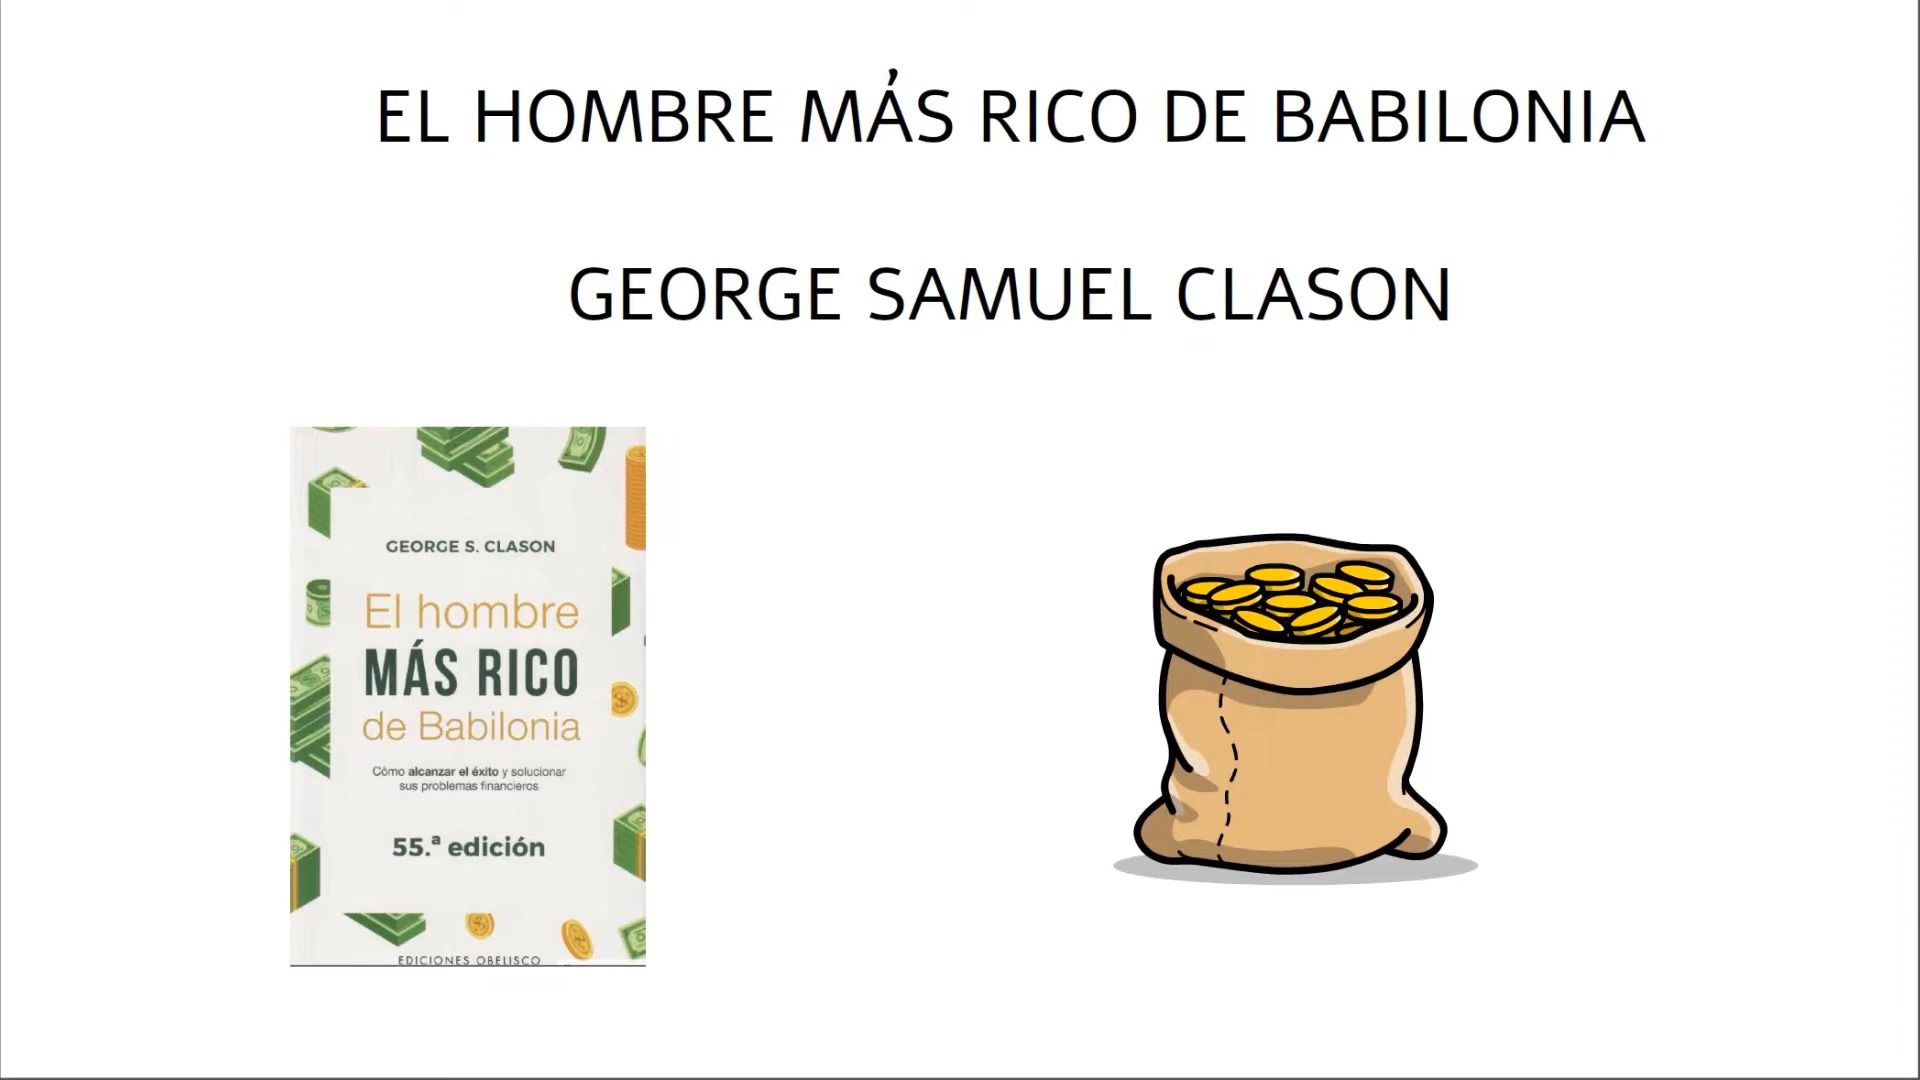 EL HOMBRE MÁS RICO DE BABILONIA
GEORGE SAMUEL CLASON
GEORGE S. CLASON
El hombre
MÁS RICO
de Babilonia
Cómo alcanzar el éxito y solucionar
sus problemas financieros
55.ª edición
EDICIONES OBELISCO